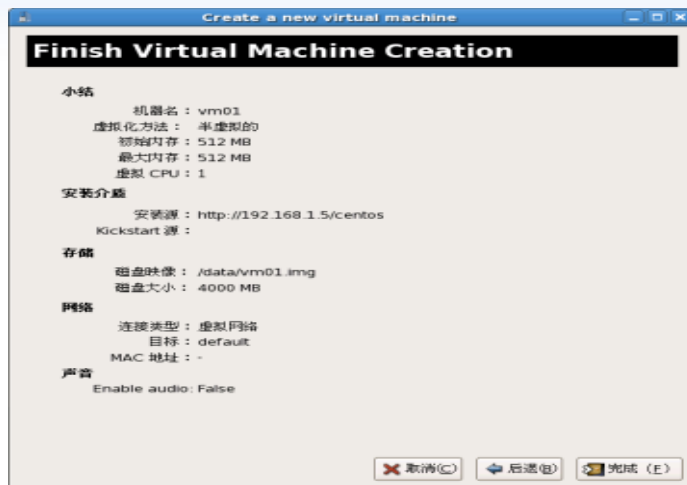 Create a new virtual machine
Finish Virtual Machine Creation
小结
机器名： vm01
虚拟化方法： 半虚拟的
初始内存： 512 MB
最大内存： 512 MB
虚拟 CPU： 1
安装介质
安装源： http://192.168.1.5/centos
Kickstart 源：
存储
磁盘映像： /data/vm01.img
磁盘大小： 4000 MB
网络
连接类型： 虚拟网络
目标： default
MAC 地址： -
声音
Enable audio: False
取消(C) 后退(B) 完成（F）